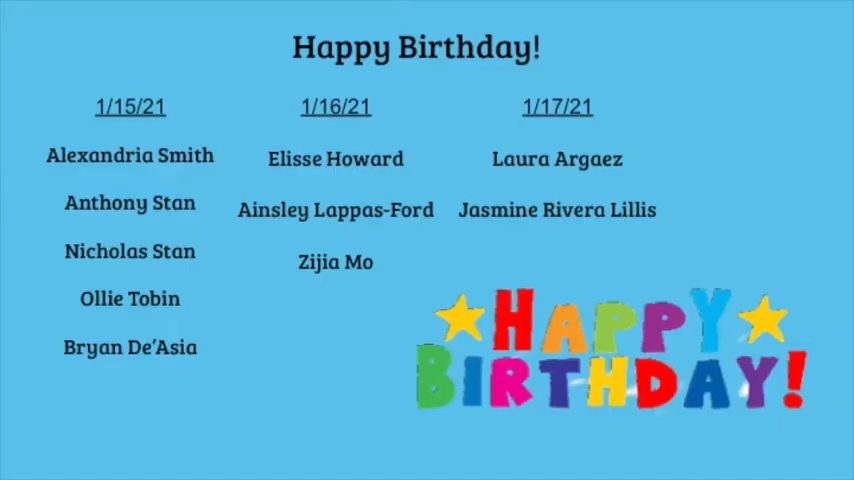 Happy Birthday!
1/15/21
Alexandria Smith
Anthony Stan
Nicholas Stan
Ollie Tobin
Bryan De'Asia
1/16/21
Elisse Howard
Ainsley Lappas-Ford
Zijia Mo
1/17/21
Laura Argaez
Jasmine Rivera Lillis
HAPPY
BIRTHDAY!